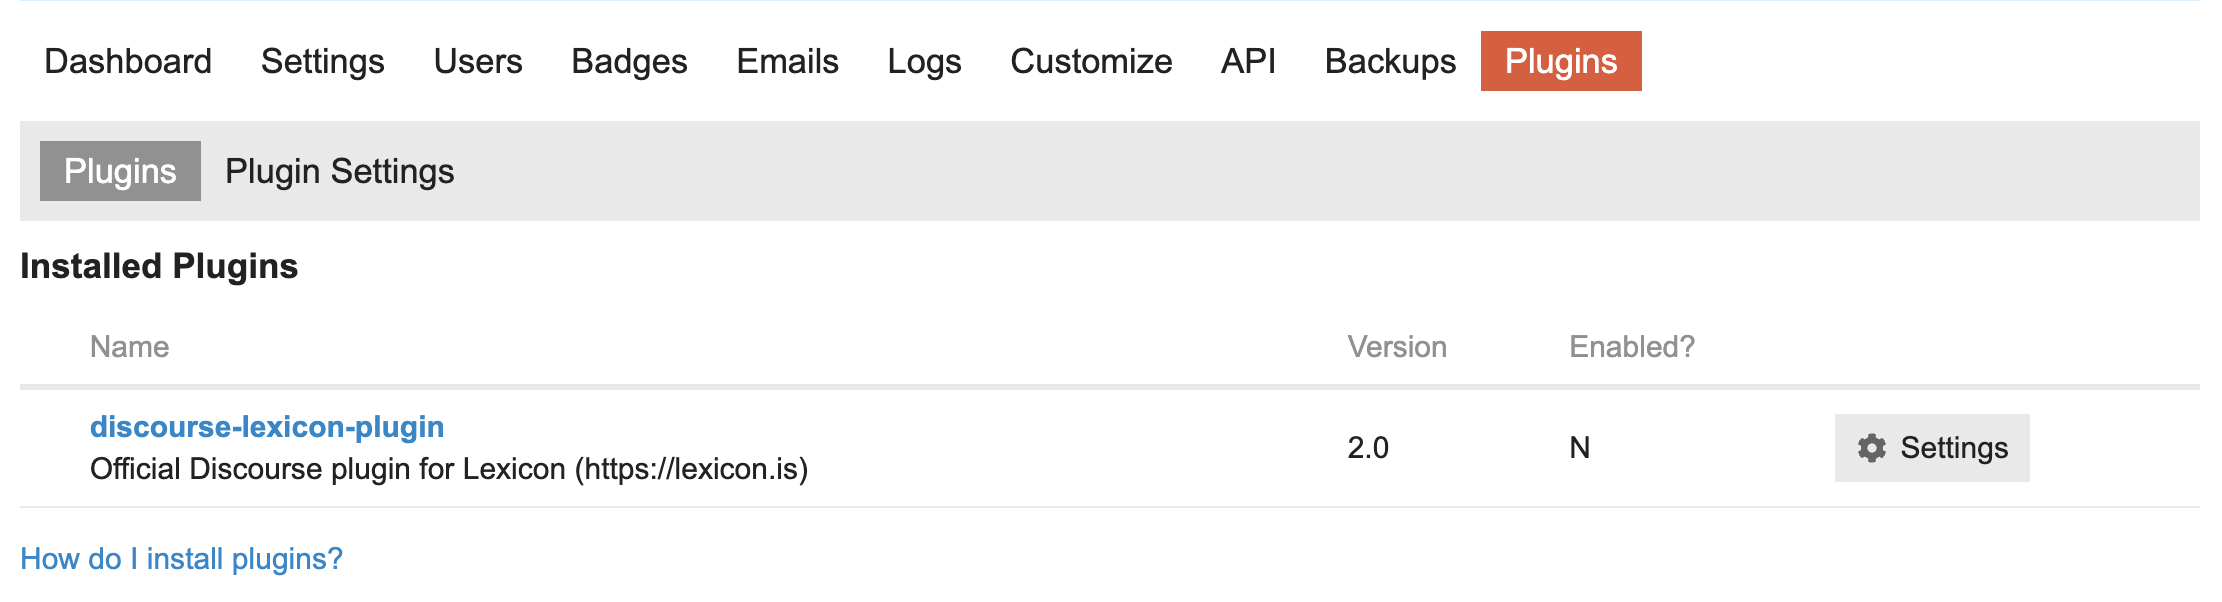 Dashboard Settings Users Badges Emails Logs Customize API Backups Plugins
Plugins Plugin Settings
Installed Plugins
Name Version Enabled?
discourse-lexicon-plugin
Official Discourse plugin for Lexicon (https://lexicon.is)
2.0 N Settings
How do I install plugins?